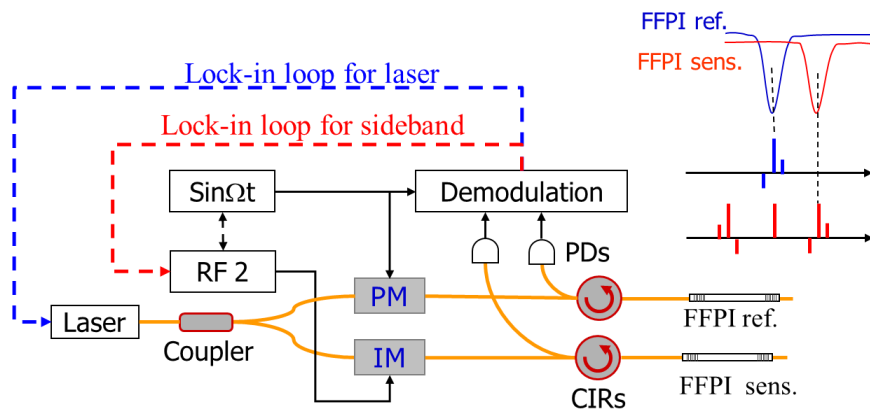 FFPI ref.
FFPI sens.
Lock-in loop for laser
Lock-in loop for sideband
SinΩt
Demodulation
RF 2
PDs
PM
Laser
Coupler
FFPI ref.
IM
CIRs
FFPI sens.